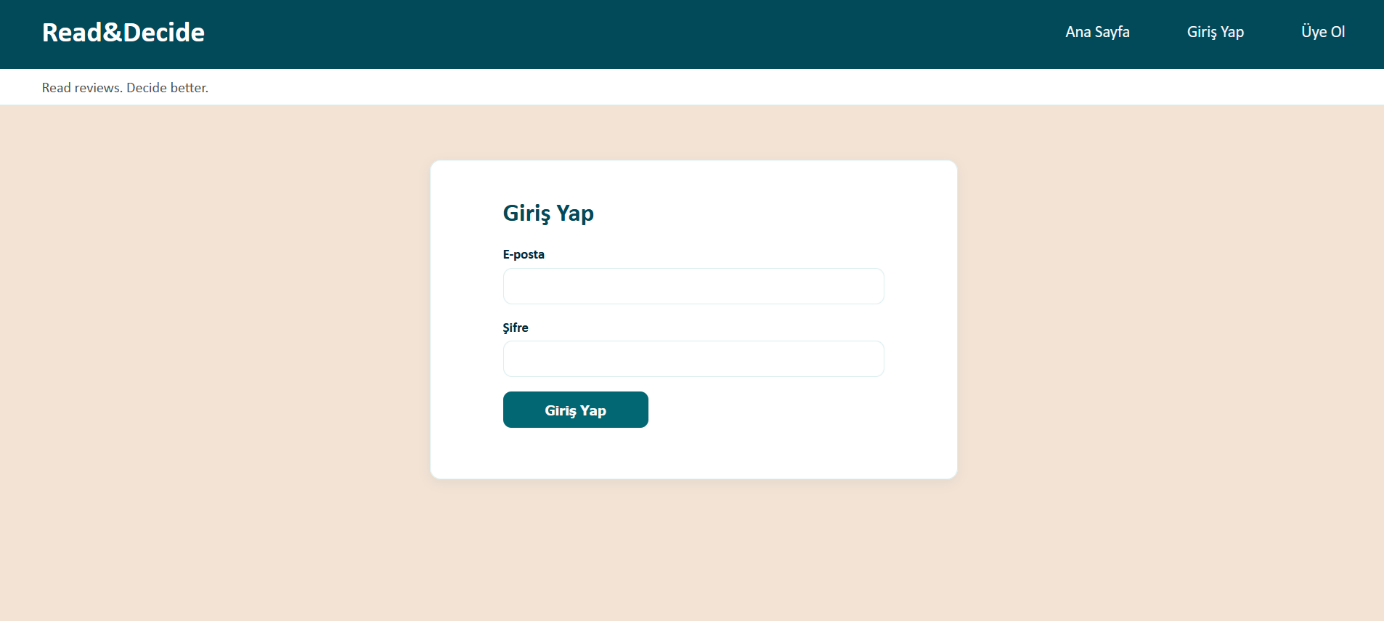 Read&Decide
Ana Sayfa
Giriş Yap
Üye Ol
Read reviews. Decide better.
Giriş Yap
E-posta
Şifre
Giriş Yap